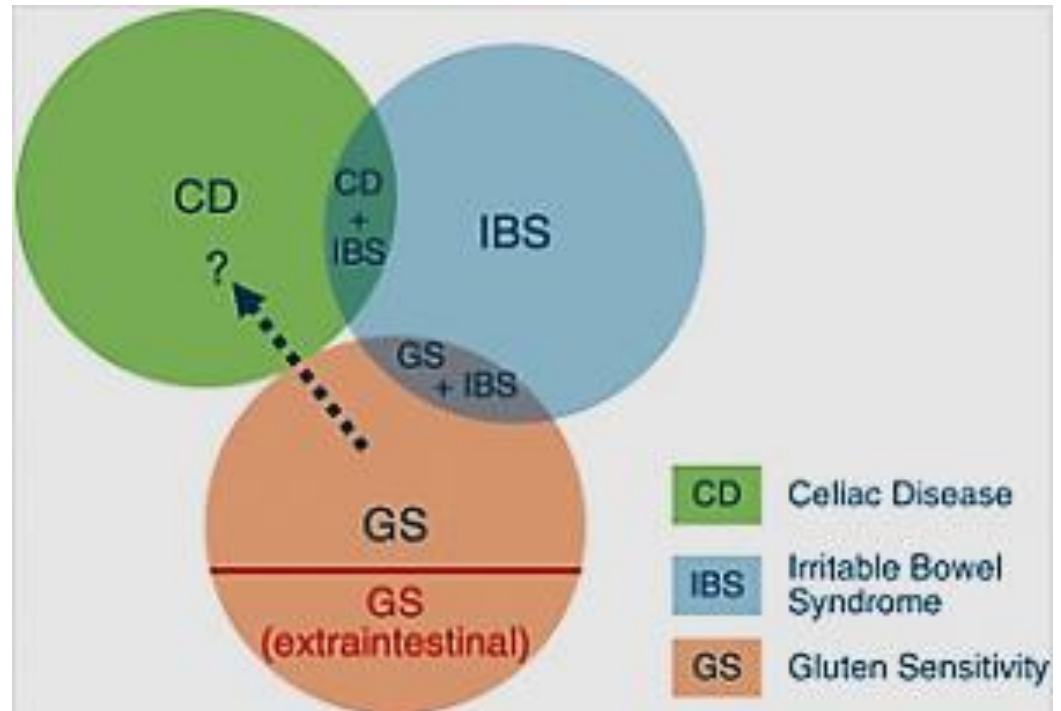 CD
?
CD
+
IBS
IBS
GS
+ IBS
GS
GS
(extraintestinal)
CD Celiac Disease
IBS Irritable Bowel
Syndrome
GS Gluten Sensitivity